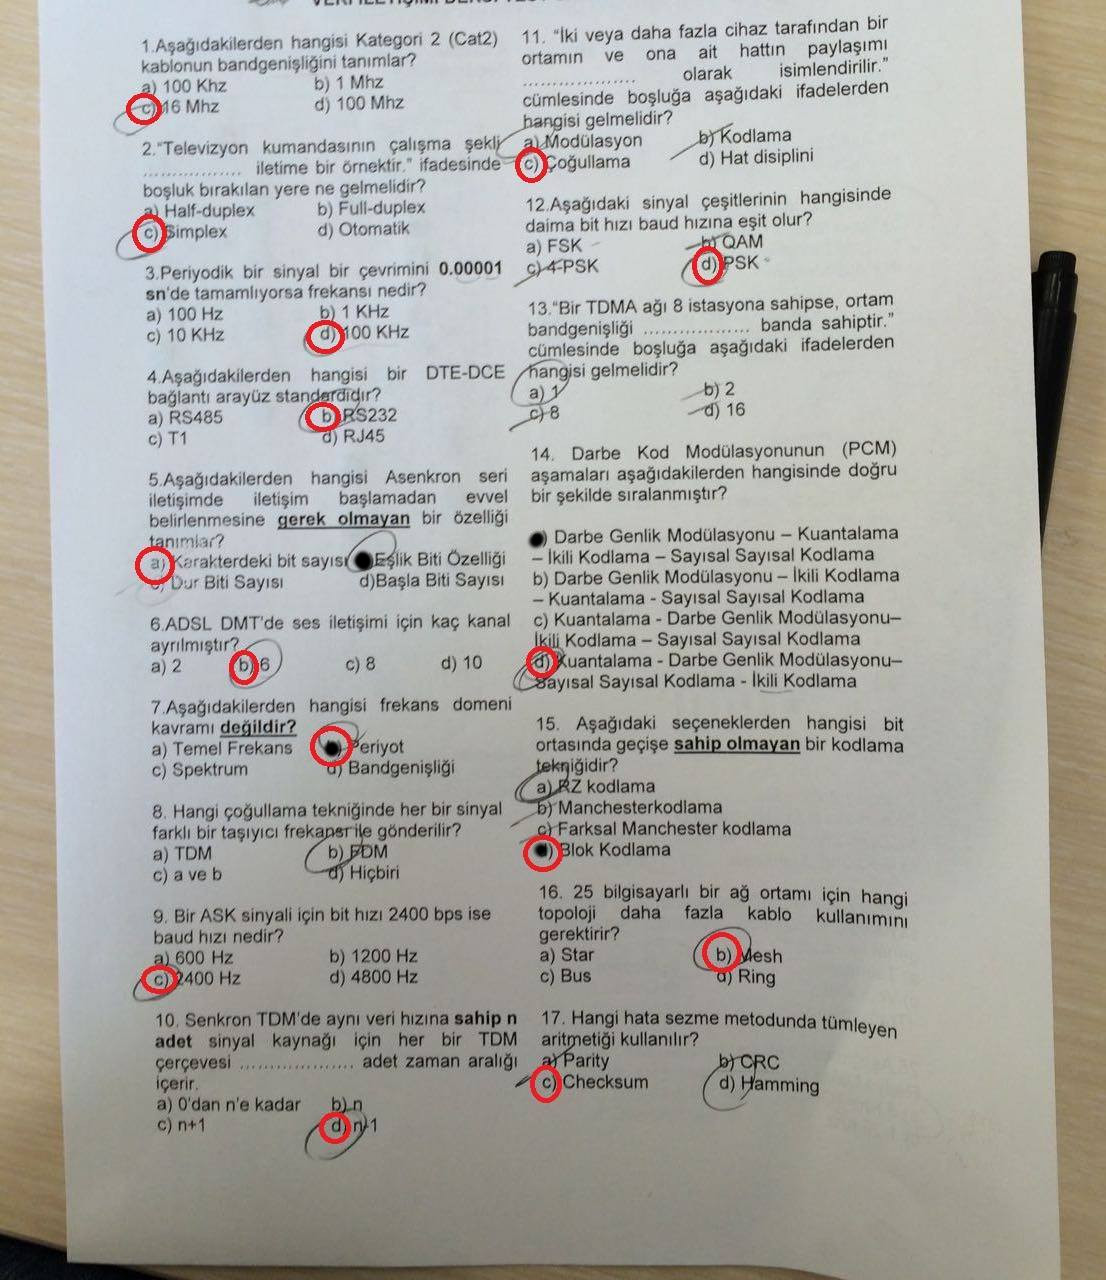 1.Aşağıdakilerden hangisi Kategori 2 (Cat2)
kablonun bandgenişliğini tanımlar?
a) 100 Khz b) 1 Mhz
c) 16 Mhz d) 100 Mhz
2."Televizyon kumandasının çalışma şekli
................. iletime bir örnektir." ifadesinde
boşluk bırakılan yere ne gelmelidir?
a) Half-duplex b) Full-duplex
c) Simplex d) Otomatik
3.Periyodik bir sinyal bir çevrimini 0.00001
sn'de tamamlıyorsa frekansı nedir?
a) 100 Hz b) 1 KHz
c) 10 KHz d) 100 KHz
4.Aşağıdakilerden hangisi bir DTE-DCE
bağlantı arayüz standardıdır?
a) RS485 b) RS232
c) T1 d) RJ45
5.Aşağıdakilerden hangisi Asenkron seri
iletişimde iletişim başlamadan evvel
belirlenmesine gerek olmayan bir özelliği
tanımlar?
a) Karakterdeki bit sayısı Eşlik Biti Özelliği
c) Dur Biti Sayısı d)Başla Biti Sayısı
6.ADSL DMT'de ses iletişimi için kaç kanal
ayrılmıştır?
a) 2 b) 6 c) 8 d) 10
7.Aşağıdakilerden hangisi frekans domeni
kavramı değildir?
a) Temel Frekans ) Periyot
c) Spektrum d) Bandgenişliği
8. Hangi çoğullama tekniğinde her bir sinyal
farklı bir taşıyıcı frekansı ile gönderilir?
a) TDM b) FDM
c) a ve b d) Hiçbiri
9. Bir ASK sinyali için bit hızı 2400 bps ise
baud hızı nedir?
a) 600 Hz b) 1200 Hz
c) 2400 Hz d) 4800 Hz
10. Senkron TDM'de aynı veri hızına sahip n
adet sinyal kaynağı için her bir TDM
çerçevesi ................... adet zaman aralığı
içerir.
a) 0'dan n'e kadar b) n
c) n+1 d) n-1
11. "İki veya daha fazla cihaz tarafından bir
ortamın ve ona ait hattın paylaşımı
................... olarak isimlendirilir."
cümlesinde boşluğa aşağıdaki ifadelerden
hangisi gelmelidir?
a) Modülasyon b) Kodlama
c) Çoğullama d) Hat disiplini
12.Aşağıdaki sinyal çeşitlerinin hangisinde
daima bit hızı baud hızına eşit olur?
a) FSK b) QAM
c) 4-PSK d) PSK
13."Bir TDMA ağı 8 istasyona sahipse, ortam
bandgenişliği .................. banda sahiptir."
cümlesinde boşluğa aşağıdaki ifadelerden
hangisi gelmelidir?
a) 1 b) 2
c) 8 d) 16
14. Darbe Kod Modülasyonunun (PCM)
aşamaları aşağıdakilerden hangisinde doğru
bir şekilde sıralanmıştır?
) Darbe Genlik Modülasyonu – Kuantalama
– İkili Kodlama – Sayısal Sayısal Kodlama
b) Darbe Genlik Modülasyonu – İkili Kodlama
– Kuantalama - Sayısal Sayısal Kodlama
c) Kuantalama - Darbe Genlik Modülasyonu–
İkili Kodlama – Sayısal Sayısal Kodlama
d) Kuantalama - Darbe Genlik Modülasyonu–
Sayısal Sayısal Kodlama - İkili Kodlama
15. Aşağıdaki seçeneklerden hangisi bit
ortasında geçişe sahip olmayan bir kodlama
tekniğidir?
a) RZ kodlama
b) Manchesterkodlama
c) Farksal Manchester kodlama
) Blok Kodlama
16. 25 bilgisayarlı bir ağ ortamı için hangi
topoloji daha fazla kablo kullanımını
gerektirir?
a) Star b) Mesh
c) Bus d) Ring
17. Hangi hata sezme metodunda tümleyen
aritmetiği kullanılır?
a) Parity b) CRC
c) Checksum d) Hamming